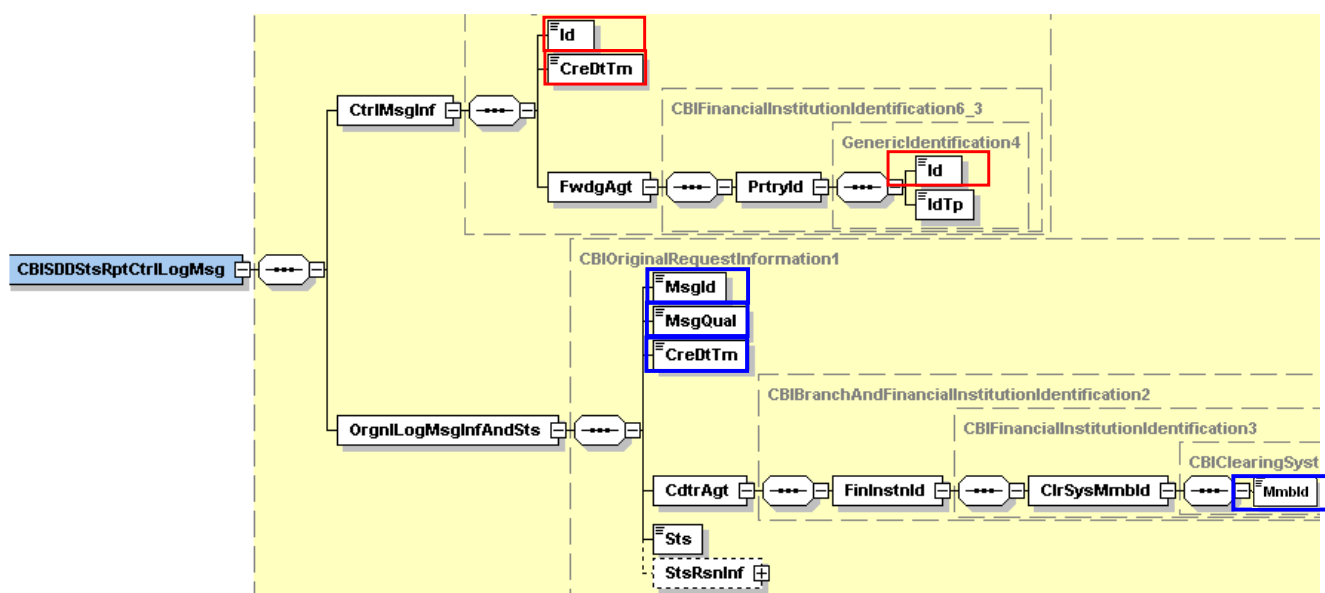 Id
CreDtTm
CtrlMsgInf
CBIFinancialInstitutionIdentification6_3
GenericIdentification4
Id
FwdgAgt
PrtryId
IdTp
CBISDDStsRptCtrlLogMsg
CBIOriginalRequestInformation1
MsgId
MsgQual
CreDtTm
CBIBranchAndFinancialInstitutionIdentification2
OrgnlLogMsgInfAndSts
CBIFinancialInstitutionIdentification3
CBIClearingSyst
CdtrAgt
FinInstnId
ClrSysMmbId
MmbId
Sts
StsRsnInf